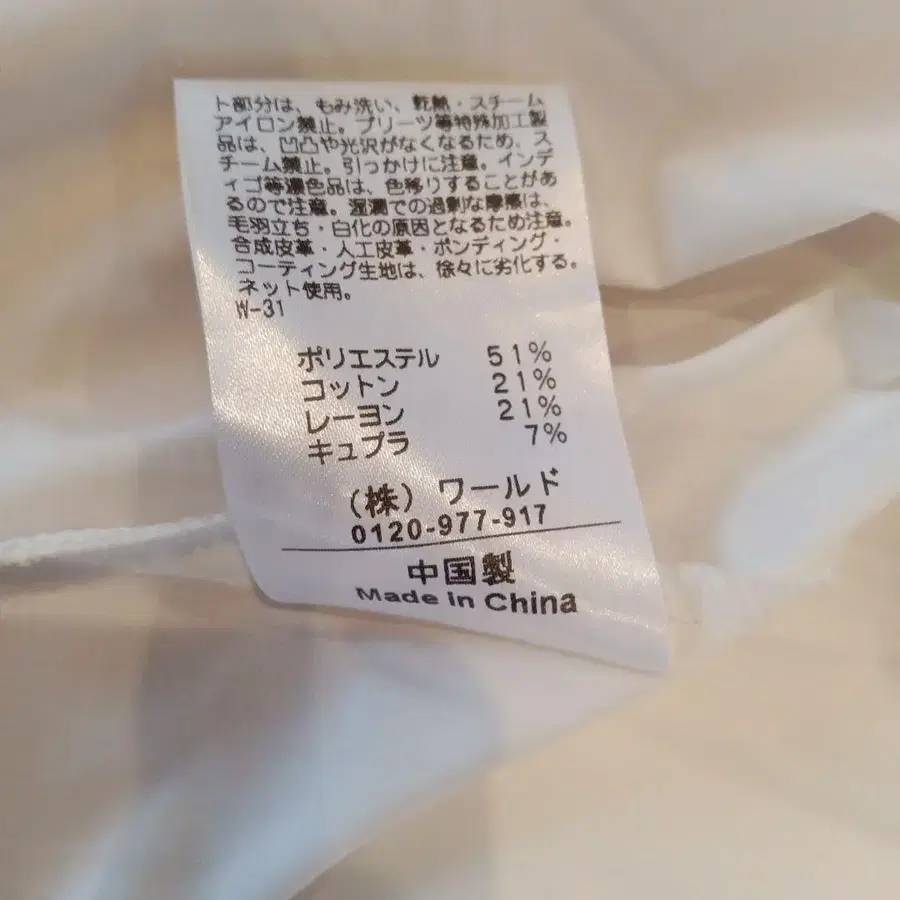 ト部分は、もみ洗い、乾熱・スチーム
アイロン禁止。プリーツ等特殊加工製
品は、凹凸や光沢がなくなるため、ス
チーム禁止。引っかけに注意。インデ
ィゴ等濃色品は、色移りすることがあ
るので注意。湿潤での過剰な摩擦は、
毛羽立ち・白化の原因となるため注意。
合成皮革・人工皮革・ボンディング・
コーティング生地は、徐々に劣化する。
ネット使用。
W-31
ポリエステル 51%
コットン 21%
レーヨン 21%
キュプラ 7%
(株) ワールド
0120-977-917
中国製
Made in China